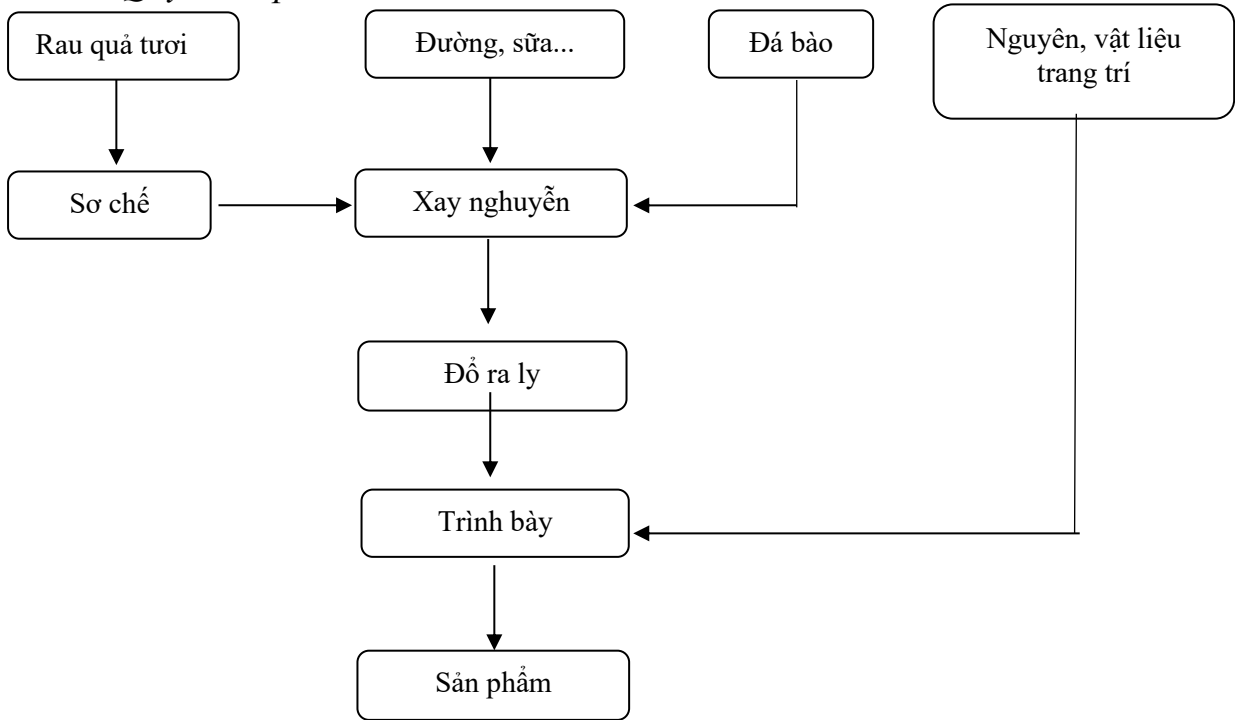 Rau quả tươi
Đường, sữa...
Đá bào
Nguyên, vật liệu
trang trí
Sơ chế
Xay nghuyễn
Đổ ra ly
Trình bày
Sản phẩm